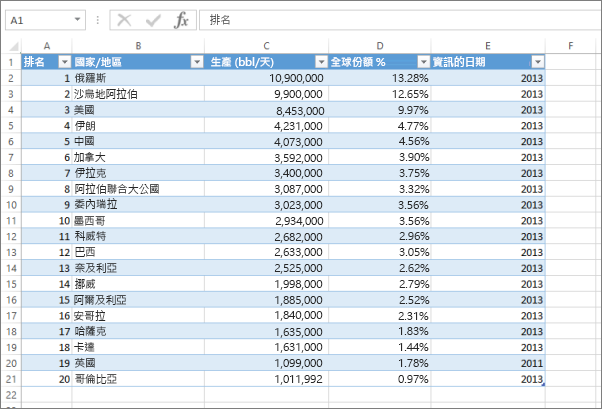 A1 fx 排名
A B C D E F
1 排名 國家/地區 生產 (bbl/天) 全球份額 % 資訊的日期
2 1 俄羅斯 10,900,000 13.28% 2013
3 2 沙烏地阿拉伯 9,900,000 12.65% 2013
4 3 美國 8,453,000 9.97% 2013
5 4 伊朗 4,231,000 4.77% 2013
6 5 中國 4,073,000 4.56% 2013
7 6 加拿大 3,592,000 3.90% 2013
8 7 伊拉克 3,400,000 3.75% 2013
9 8 阿拉伯聯合大公國 3,087,000 3.32% 2013
10 9 委內瑞拉 3,023,000 3.56% 2013
11 10 墨西哥 2,934,000 3.56% 2013
12 11 科威特 2,682,000 2.96% 2013
13 12 巴西 2,633,000 3.05% 2013
14 13 奈及利亞 2,525,000 2.62% 2013
15 14 挪威 1,998,000 2.79% 2013
16 15 阿爾及利亞 1,885,000 2.52% 2013
17 16 安哥拉 1,840,000 2.31% 2013
18 17 哈薩克 1,635,000 1.83% 2013
19 18 卡達 1,631,000 1.44% 2013
20 19 英國 1,099,000 1.78% 2011
21 20 哥倫比亞 1,011,992 0.97% 2013
22